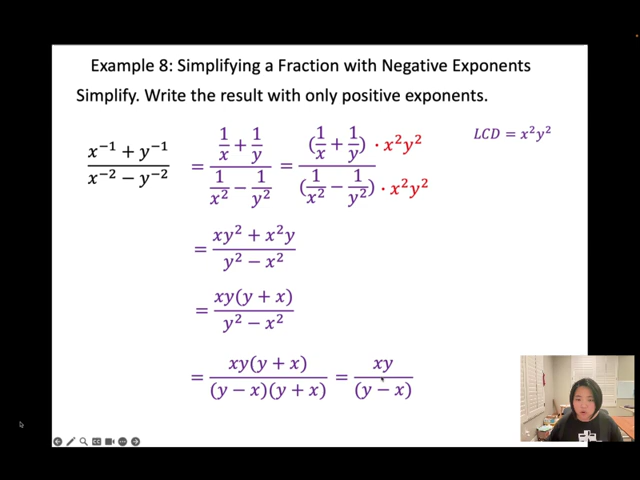 Example 8: Simplifying a Fraction with Negative Exponents
Simplify. Write the result with only positive exponents.
LCD = x²y²
(x⁻¹ + y⁻¹)/(x⁻² − y⁻²) = (1/x + 1/y)/(1/x² − 1/y²) = ((1/x + 1/y) · x²y²)/((1/x² − 1/y²) · x²y²)
= (xy² + x²y)/(y² − x²)
= xy(y + x)/(y² − x²)
= xy(y + x)/((y − x)(y + x)) = xy/(y − x)